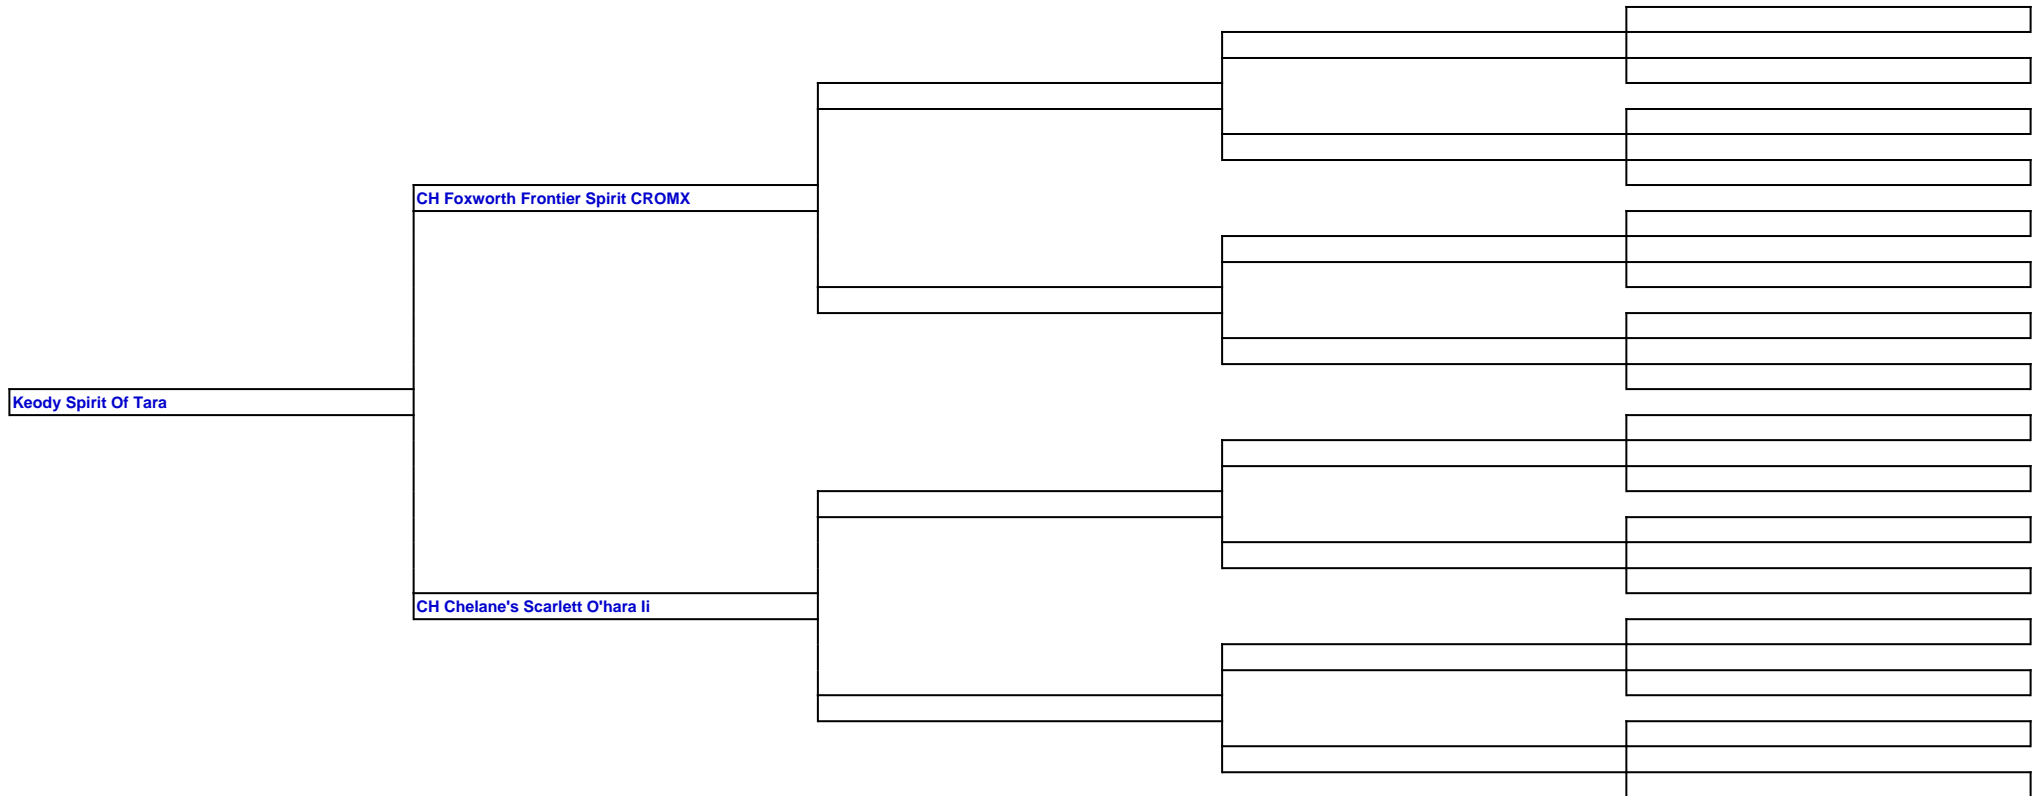 CH Foxworth Frontier Spirit CROMX
Keody Spirit Of Tara
CH Chelane's Scarlett O'hara Ii